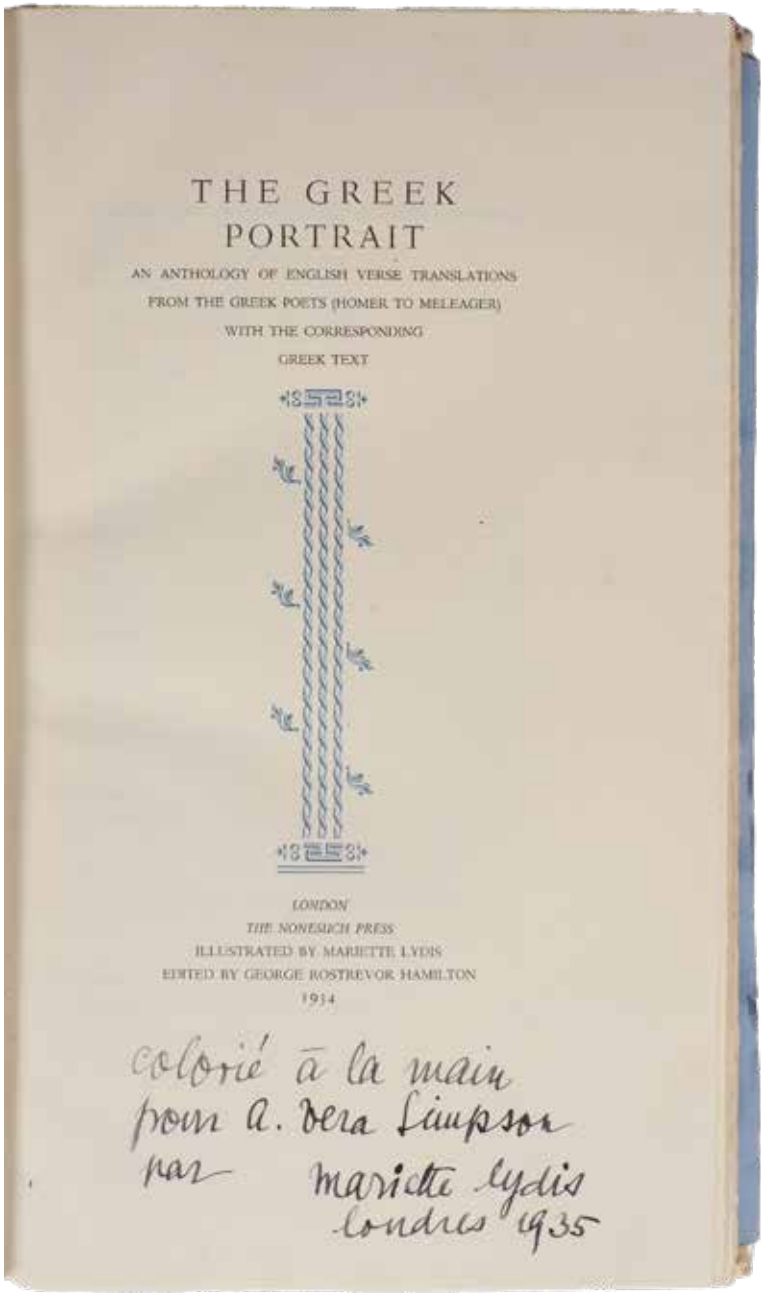 THE GREEK
PORTRAIT
AN ANTHOLOGY OF ENGLISH VERSE TRANSLATIONS
FROM THE GREEK POETS (HOMER TO MELEAGER)
WITH THE CORRESPONDING
GREEK TEXT
LONDON
THE NONESUCH PRESS
ILLUSTRATED BY MARIETTE LYDIS
EDITED BY GEORGE ROSTREVOR HAMILTON
1934
colorié à la main
pour A. Vera Simpson
par mariette lydis
londres 1935